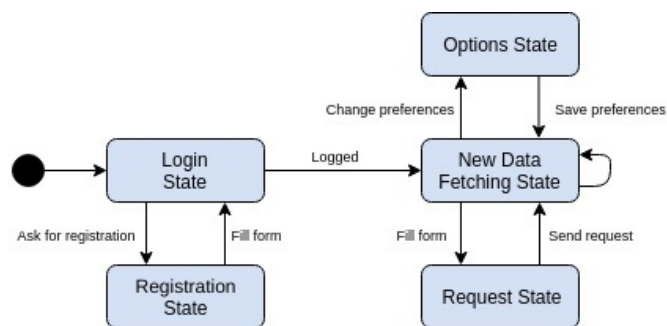 Options State
Change preferences
Save preferences
Login
State
Logged
New Data
Fetching State
Ask for registration
Fill form
Fill form
Send request
Registration
State
Request State